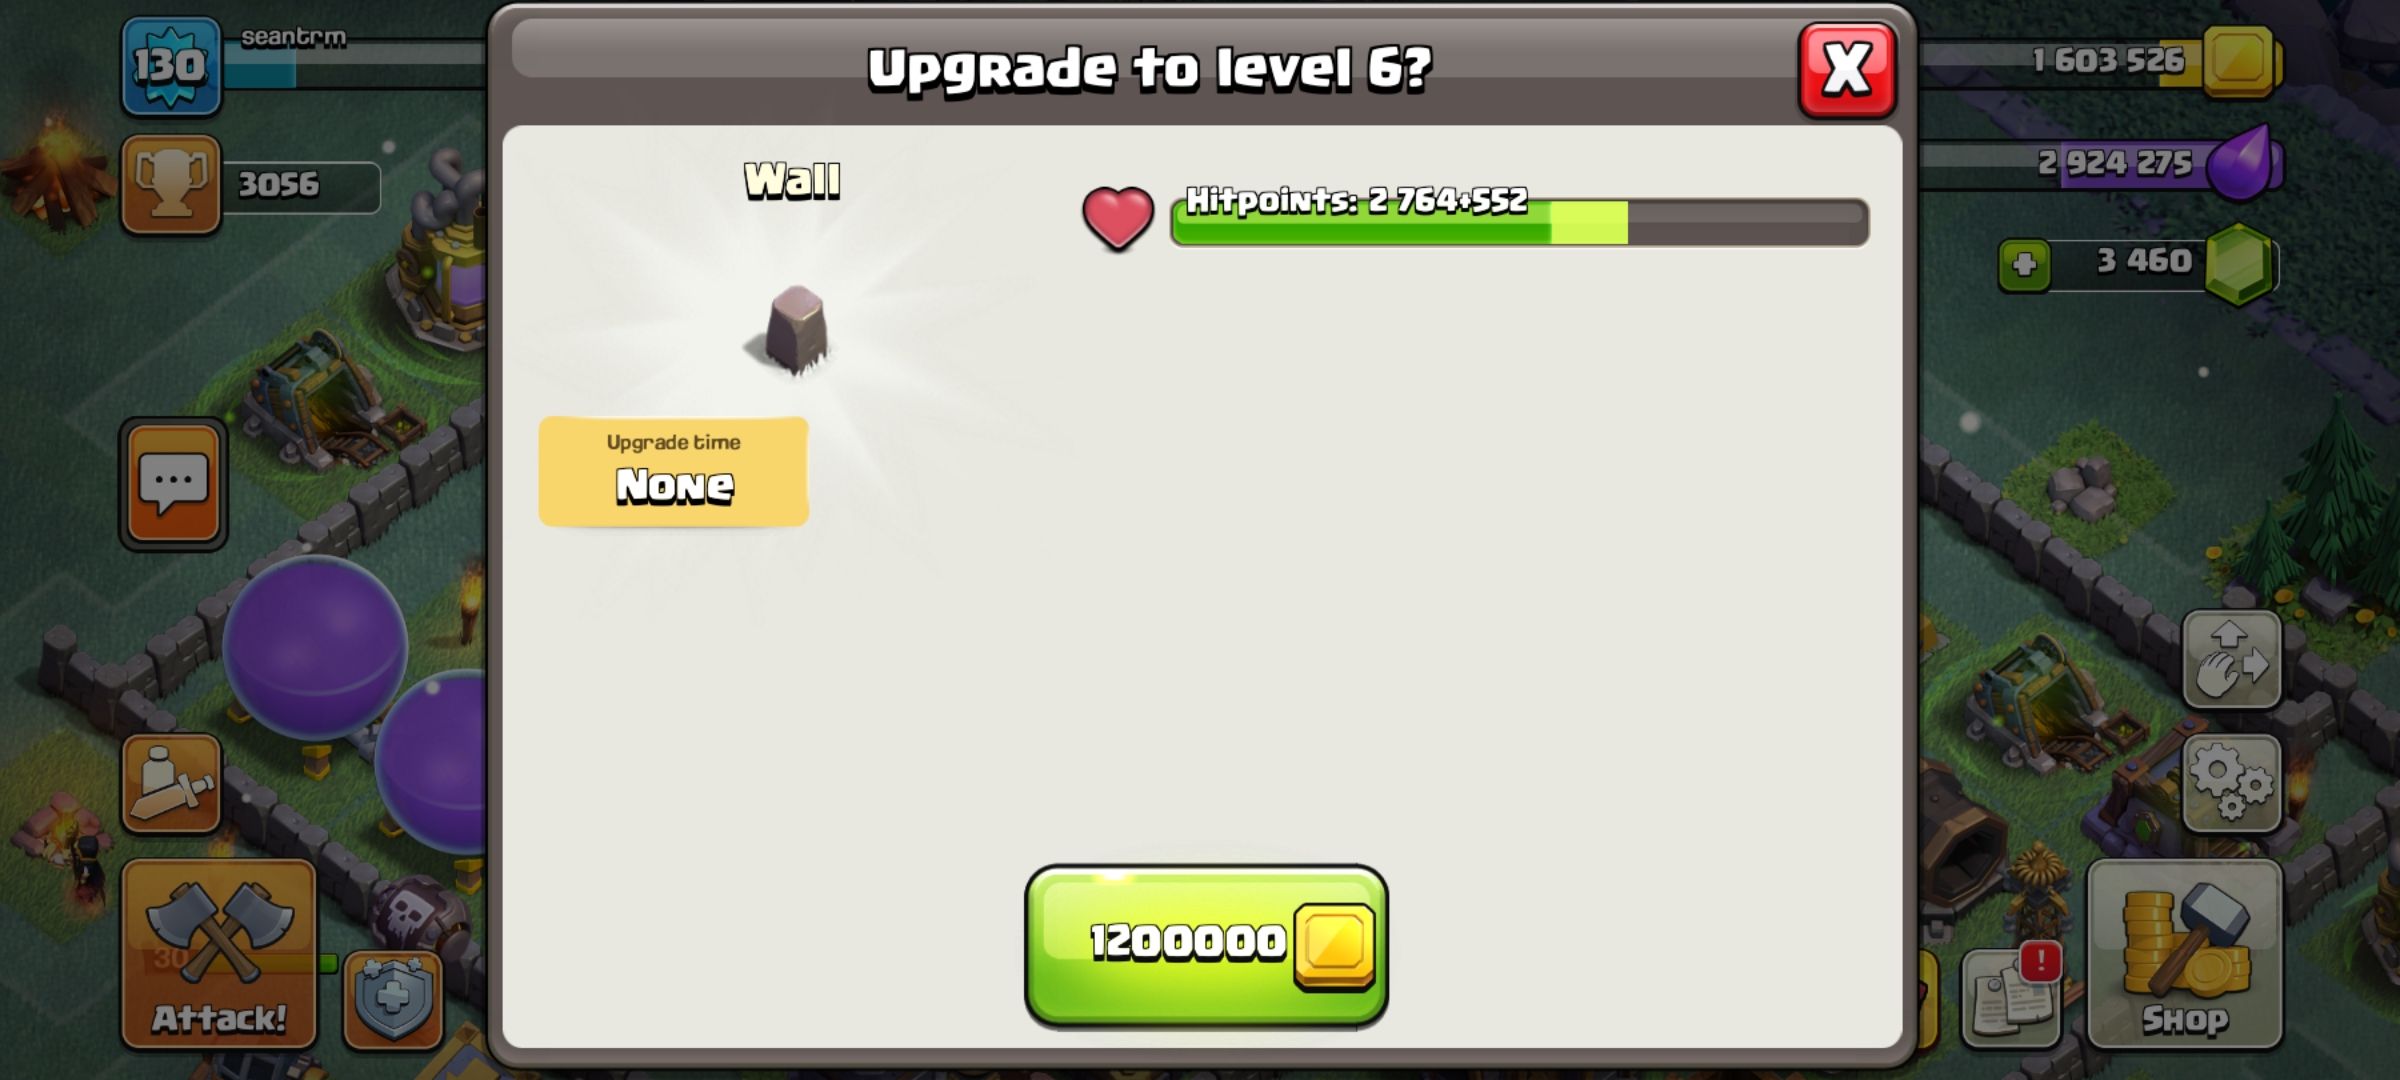 130
seantrm
3056
Upgrade to level 6?
X
1 603 526
2 924 275
3 460
Wall
Hitpoints: 2 764+552
Upgrade time
None
1200000
30
Attack!
!
Shop